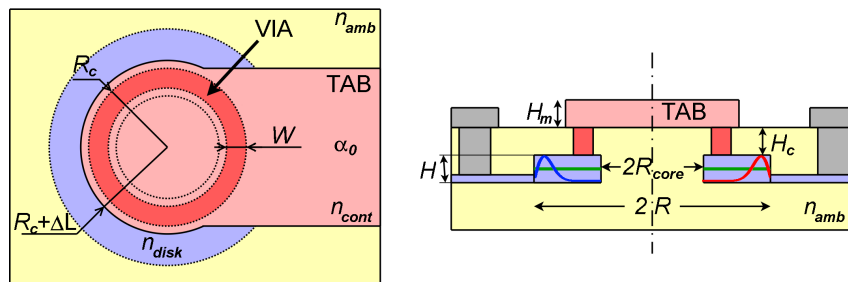 n_amb
VIA
R_c
TAB
W
α_0
n_cont
R_c+ΔL
n_disk
TAB
H_m
H_c
H
2R_core
2 R
n_amb